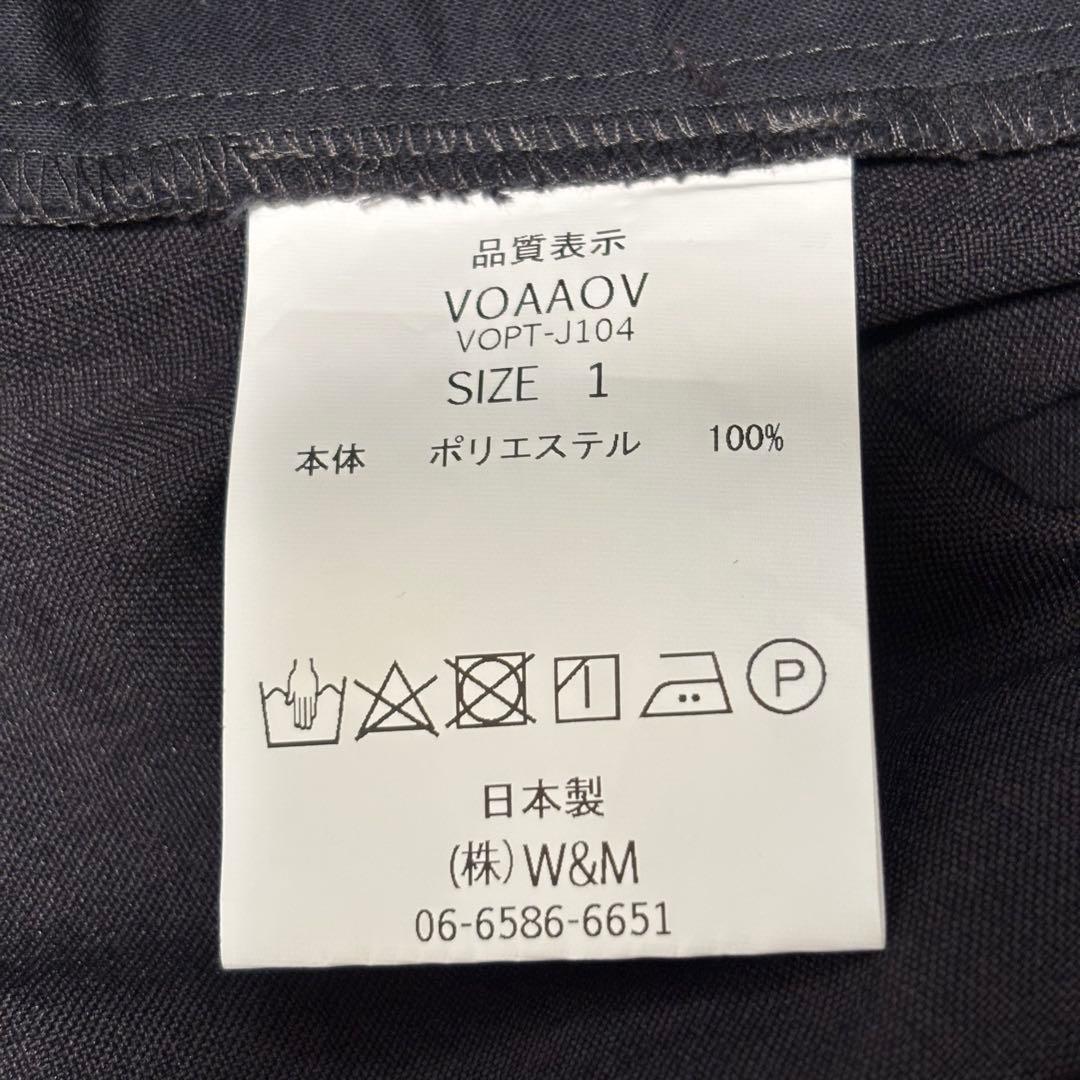 品質表示
VOAAOV
VOPT-J104
SIZE 1
本体 ポリエステル 100%
P
日本製
(株)W&M
06-6586-6651